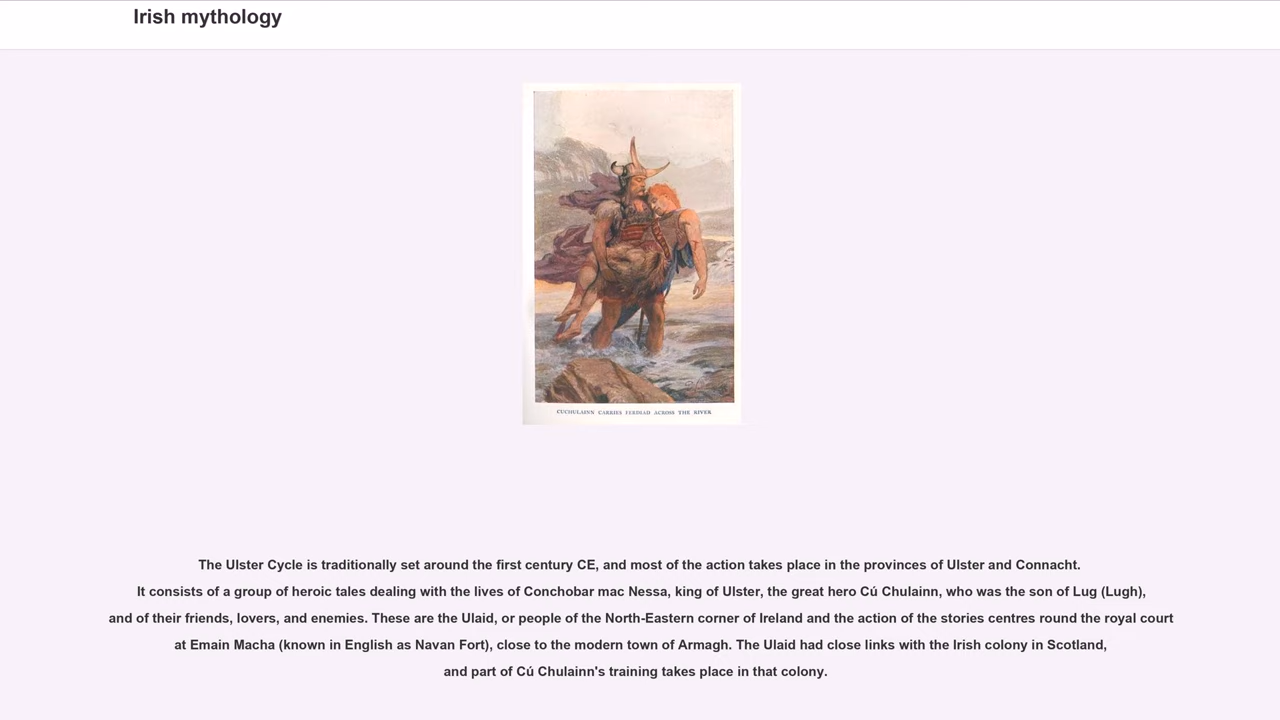 Irish mythology
CUCHULAINN CARRIES FERDIAD ACROSS THE RIVER
The Ulster Cycle is traditionally set around the first century CE, and most of the action takes place in the provinces of Ulster and Connacht.
It consists of a group of heroic tales dealing with the lives of Conchobar mac Nessa, king of Ulster, the great hero Cú Chulainn, who was the son of Lug (Lugh),
and of their friends, lovers, and enemies. These are the Ulaid, or people of the North-Eastern corner of Ireland and the action of the stories centres round the royal court
at Emain Macha (known in English as Navan Fort), close to the modern town of Armagh. The Ulaid had close links with the Irish colony in Scotland,
and part of Cú Chulainn's training takes place in that colony.